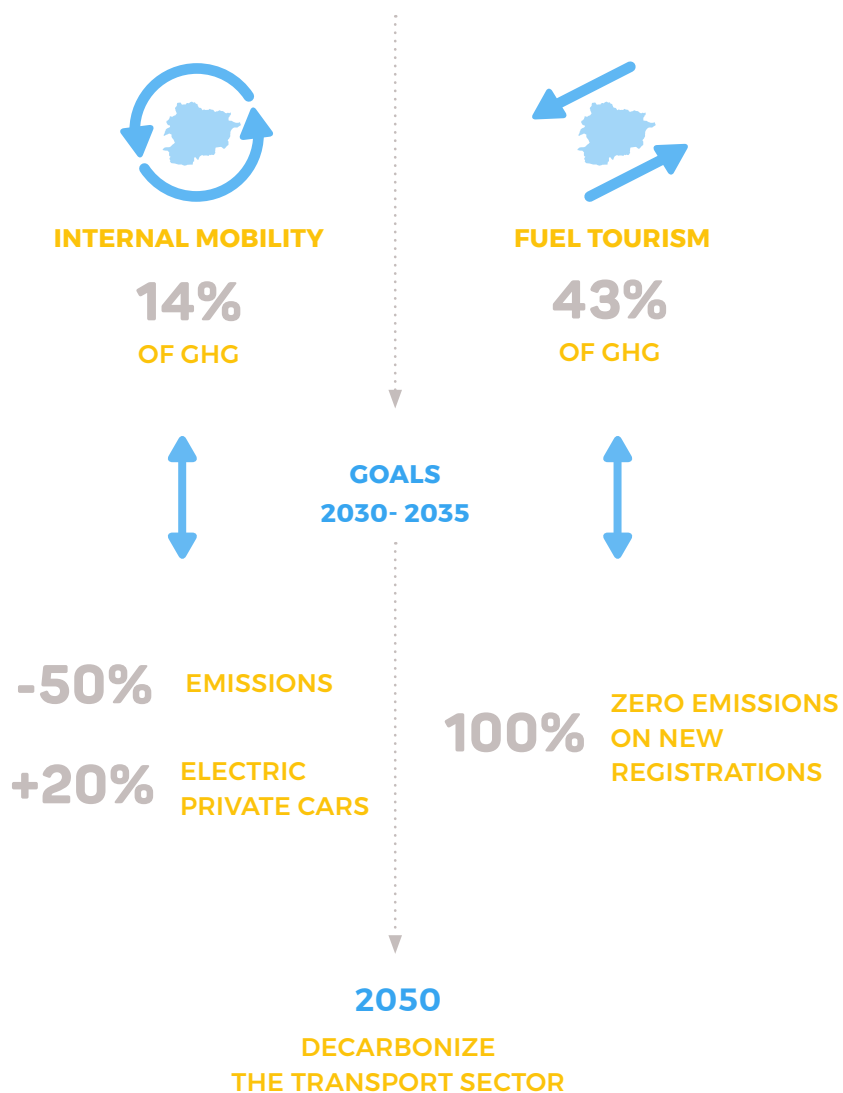 INTERNAL MOBILITY
14%
OF GHG
FUEL TOURISM
43%
OF GHG
GOALS
2030- 2035
-50% EMISSIONS
+20% ELECTRIC
PRIVATE CARS
100% ZERO EMISSIONS
ON NEW
REGISTRATIONS
2050
DECARBONIZE
THE TRANSPORT SECTOR